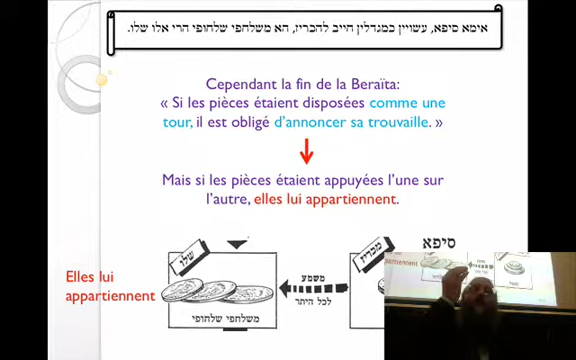 אימא סיפא, עשויין כמגדלין חייב להכריז, הא משלחפי שלחופי הרי אלו שלו.
Cependant la fin de la Beraïta:
« Si les pièces étaient disposées comme une
tour, il est obligé d'annoncer sa trouvaille. »
Mais si les pièces étaient appuyées l'une sur
l'autre, elles lui appartiennent.
סיפא
מכריז
משמע
לכל היתר
שלו
משלחפי שלחופי
Elles lui
appartiennent